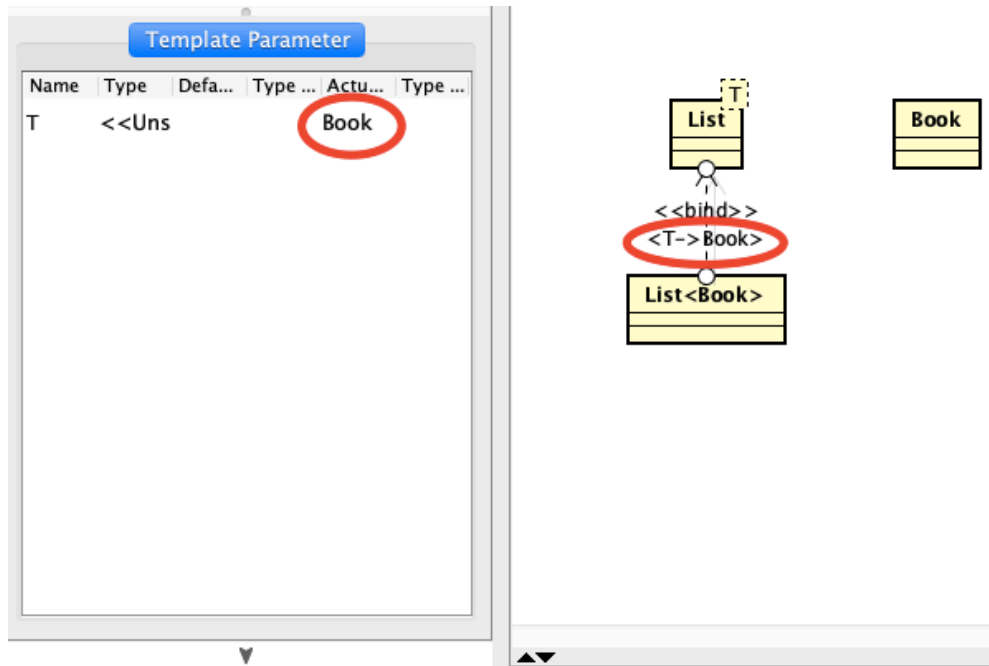 Template Parameter
Name Type Defa... Type ... Actu... Type ...
T <<Uns Book
T
List
Book
<<bind>>
<T->Book>
List<Book>